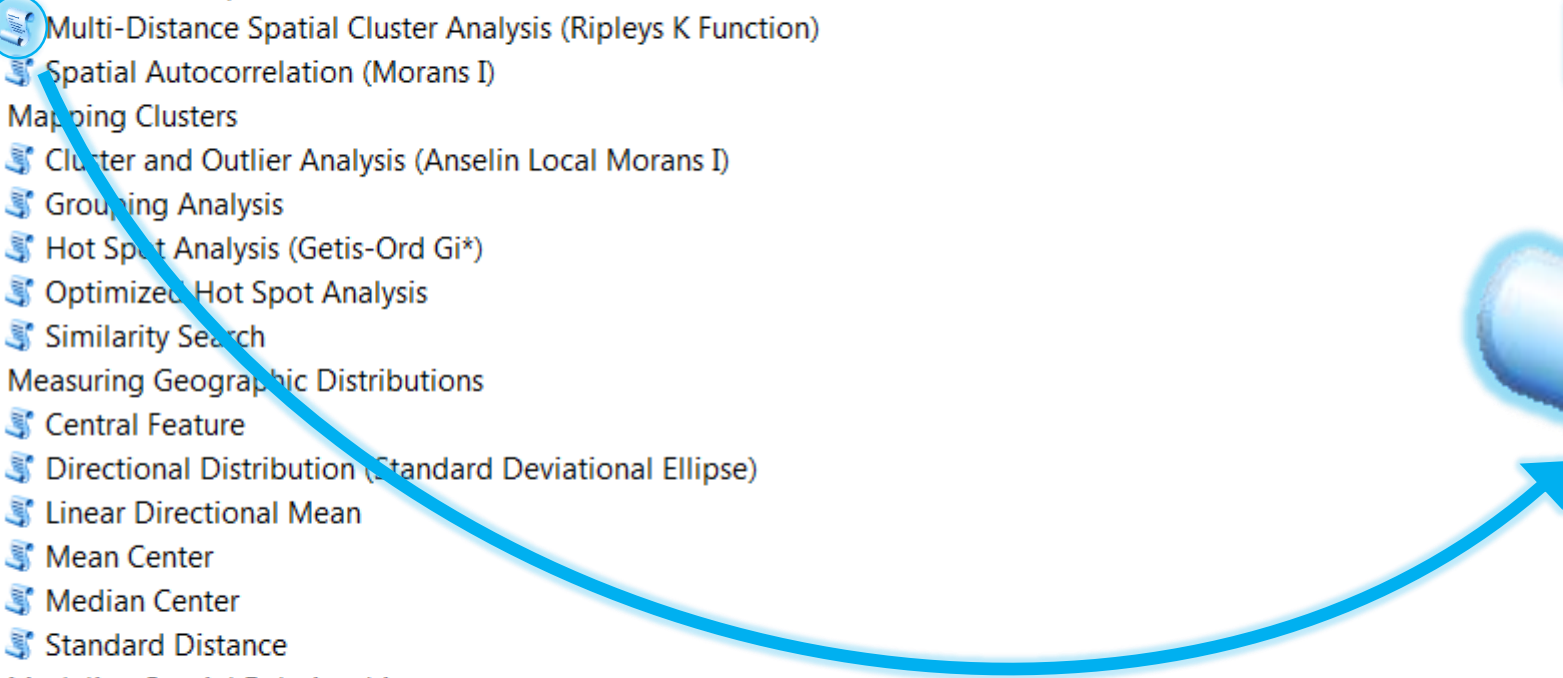 Multi-Distance Spatial Cluster Analysis (Ripleys K Function)
Spatial Autocorrelation (Morans I)
Mapping Clusters
Cluster and Outlier Analysis (Anselin Local Morans I)
Grouping Analysis
Hot Spot Analysis (Getis-Ord Gi*)
Optimized Hot Spot Analysis
Similarity Search
Measuring Geographic Distributions
Central Feature
Directional Distribution (Standard Deviational Ellipse)
Linear Directional Mean
Mean Center
Median Center
Standard Distance